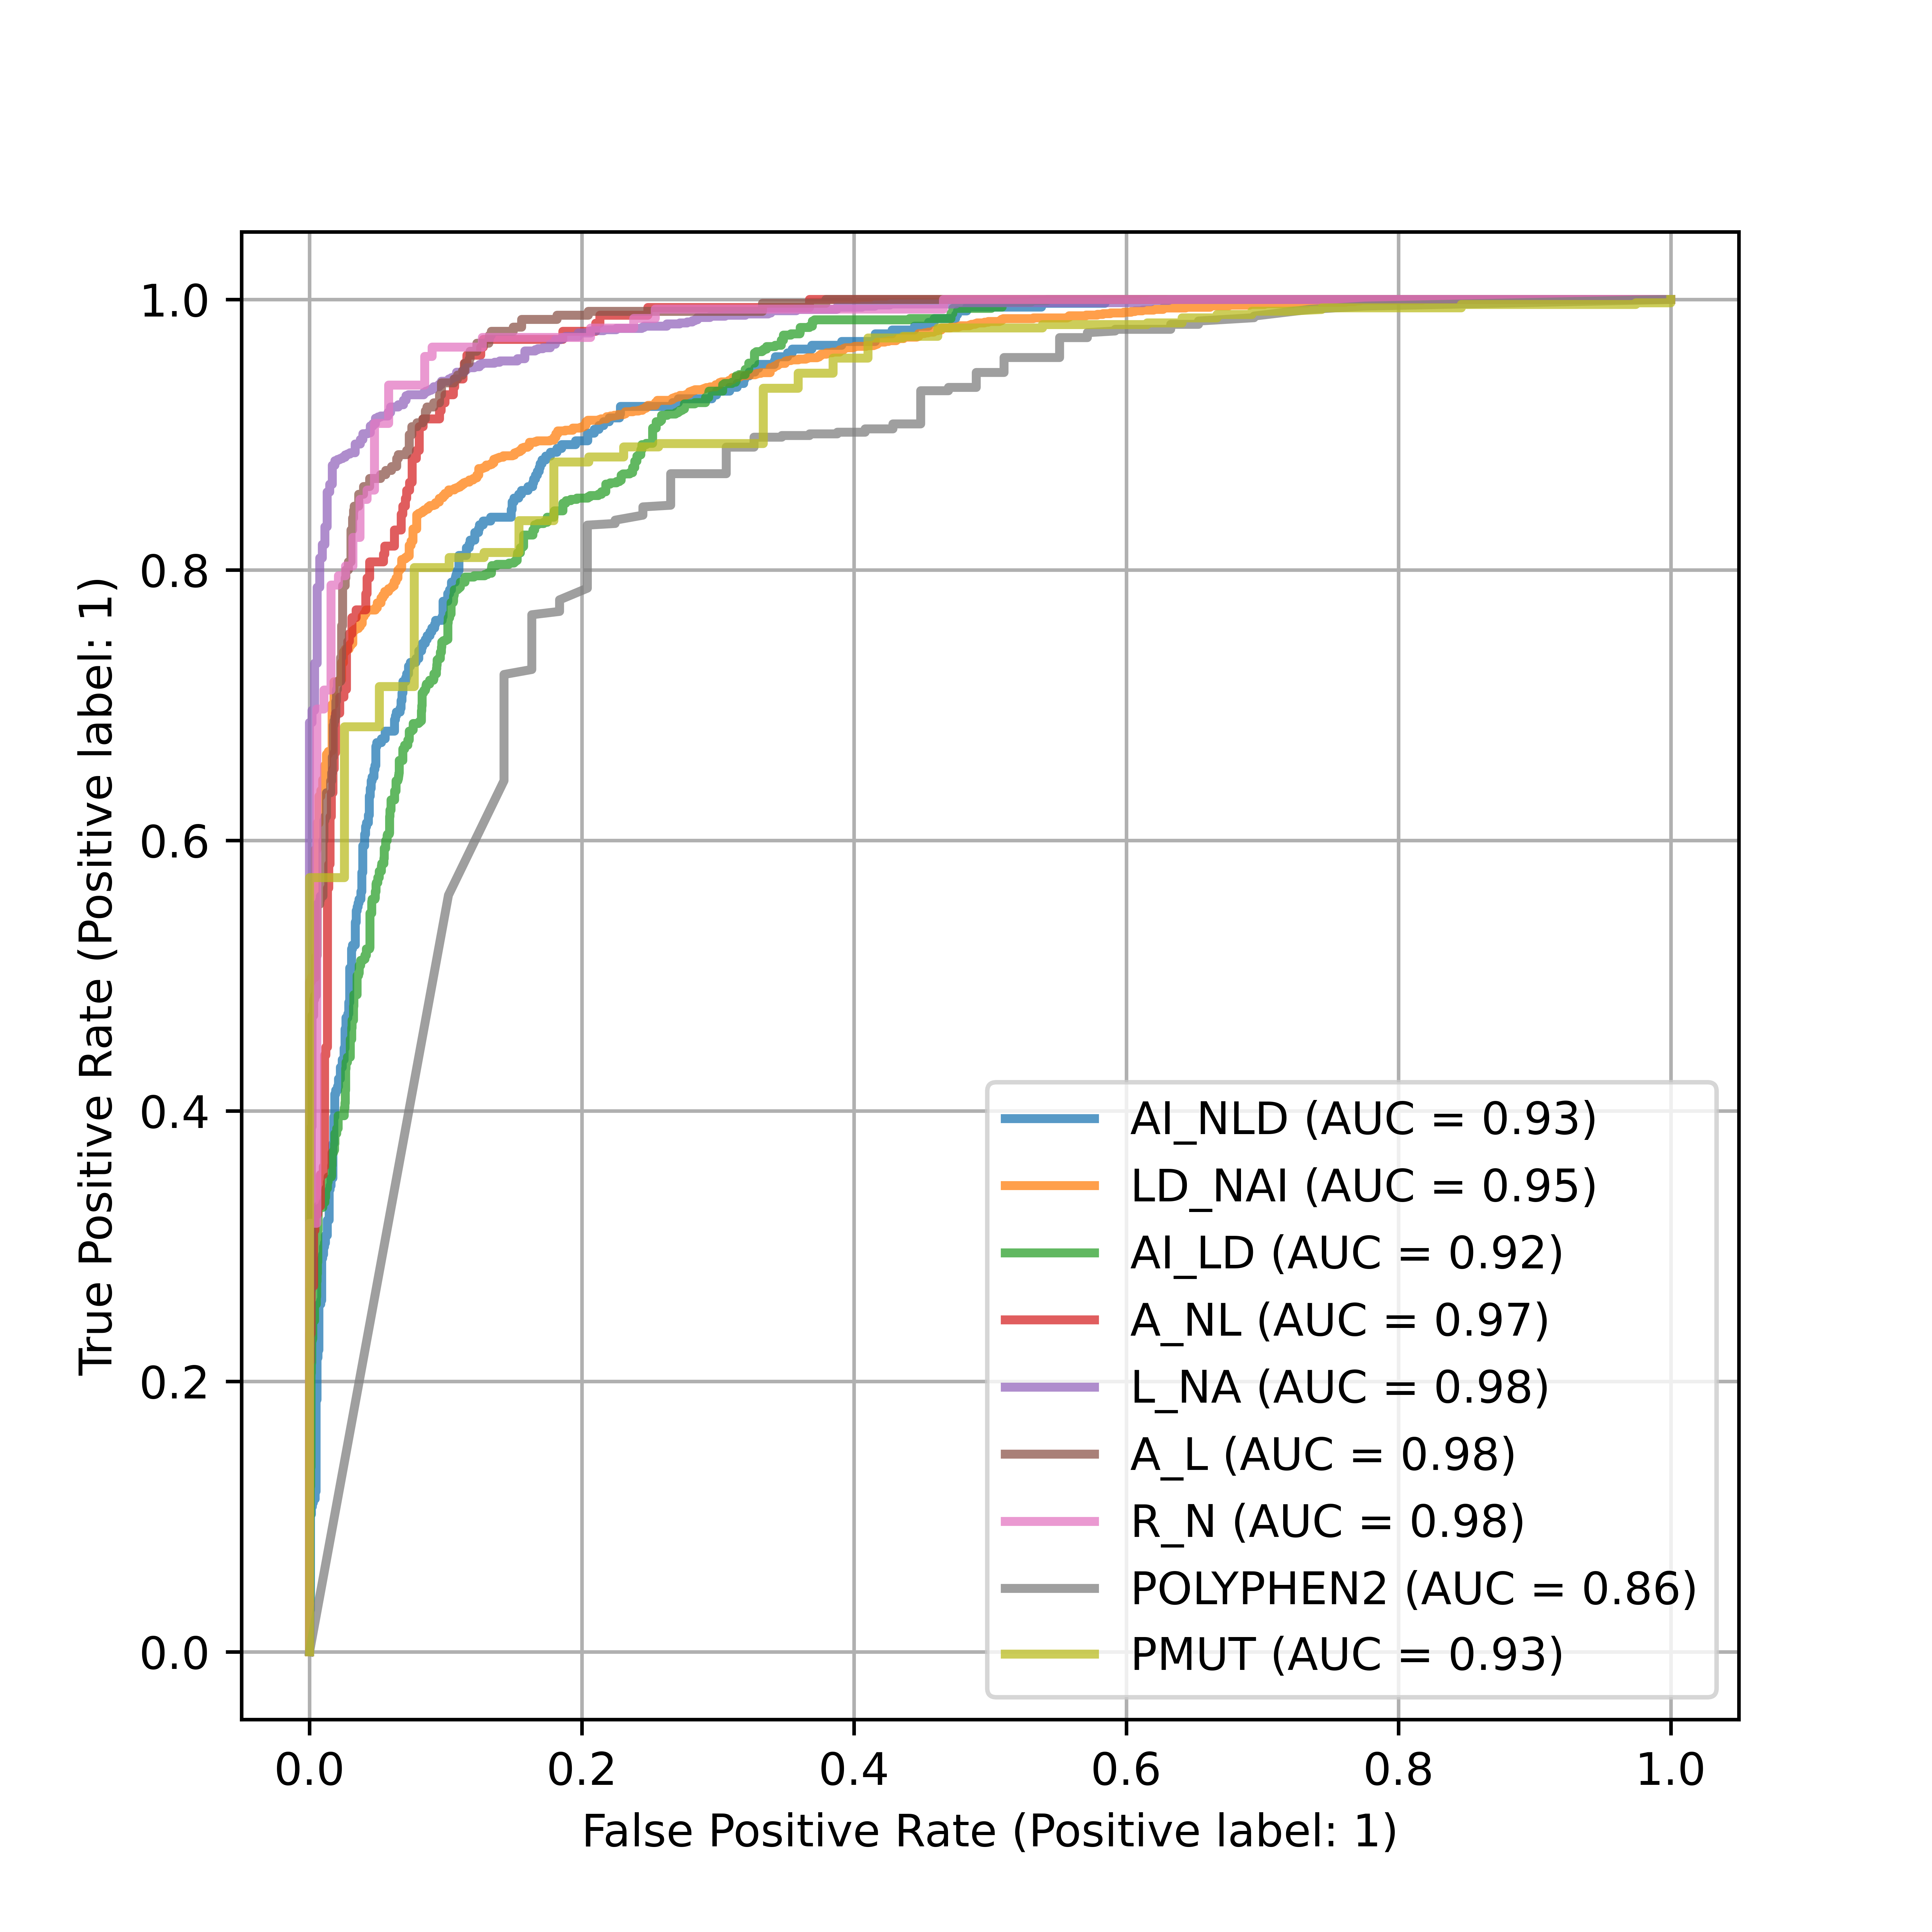 1.0
0.8
0.6
0.4
0.2
0.0
True Positive Rate (Positive label: 1)
AI_NLD (AUC = 0.93)
LD_NAI (AUC = 0.95)
AI_LD (AUC = 0.92)
A_NL (AUC = 0.97)
L_NA (AUC = 0.98)
A_L (AUC = 0.98)
R_N (AUC = 0.98)
POLYPHEN2 (AUC = 0.86)
PMUT (AUC = 0.93)
0.0 0.2 0.4 0.6 0.8 1.0
False Positive Rate (Positive label: 1)